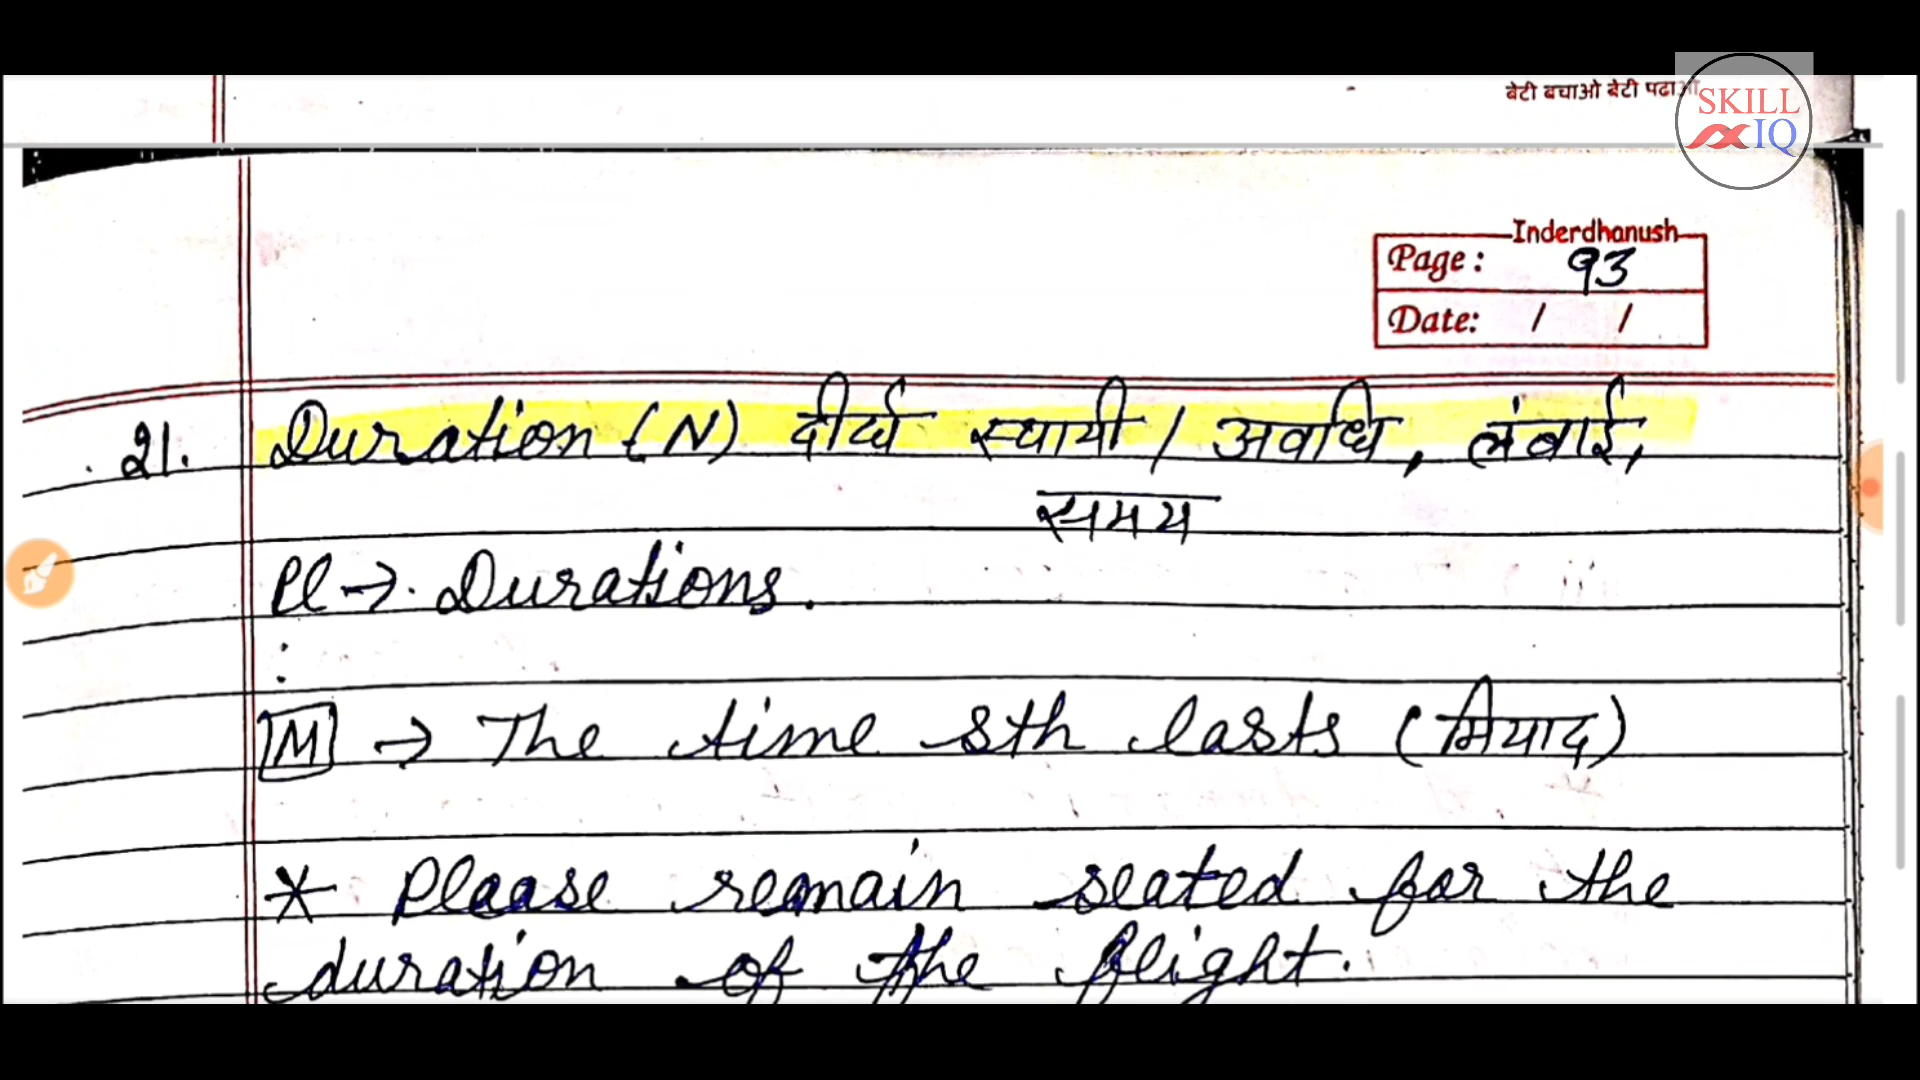 बेटी बचाओ बेटी पढाओ
SKILL
IQ
Inderdhanush
Page: 93
Date: / /
21. Duration (N) दीर्घ स्थायी / अवधि, लंबाई,
समय
Pl → Durations.
M → The time sth lasts (मियाद)
* Please remain seated for the
duration of the flight.